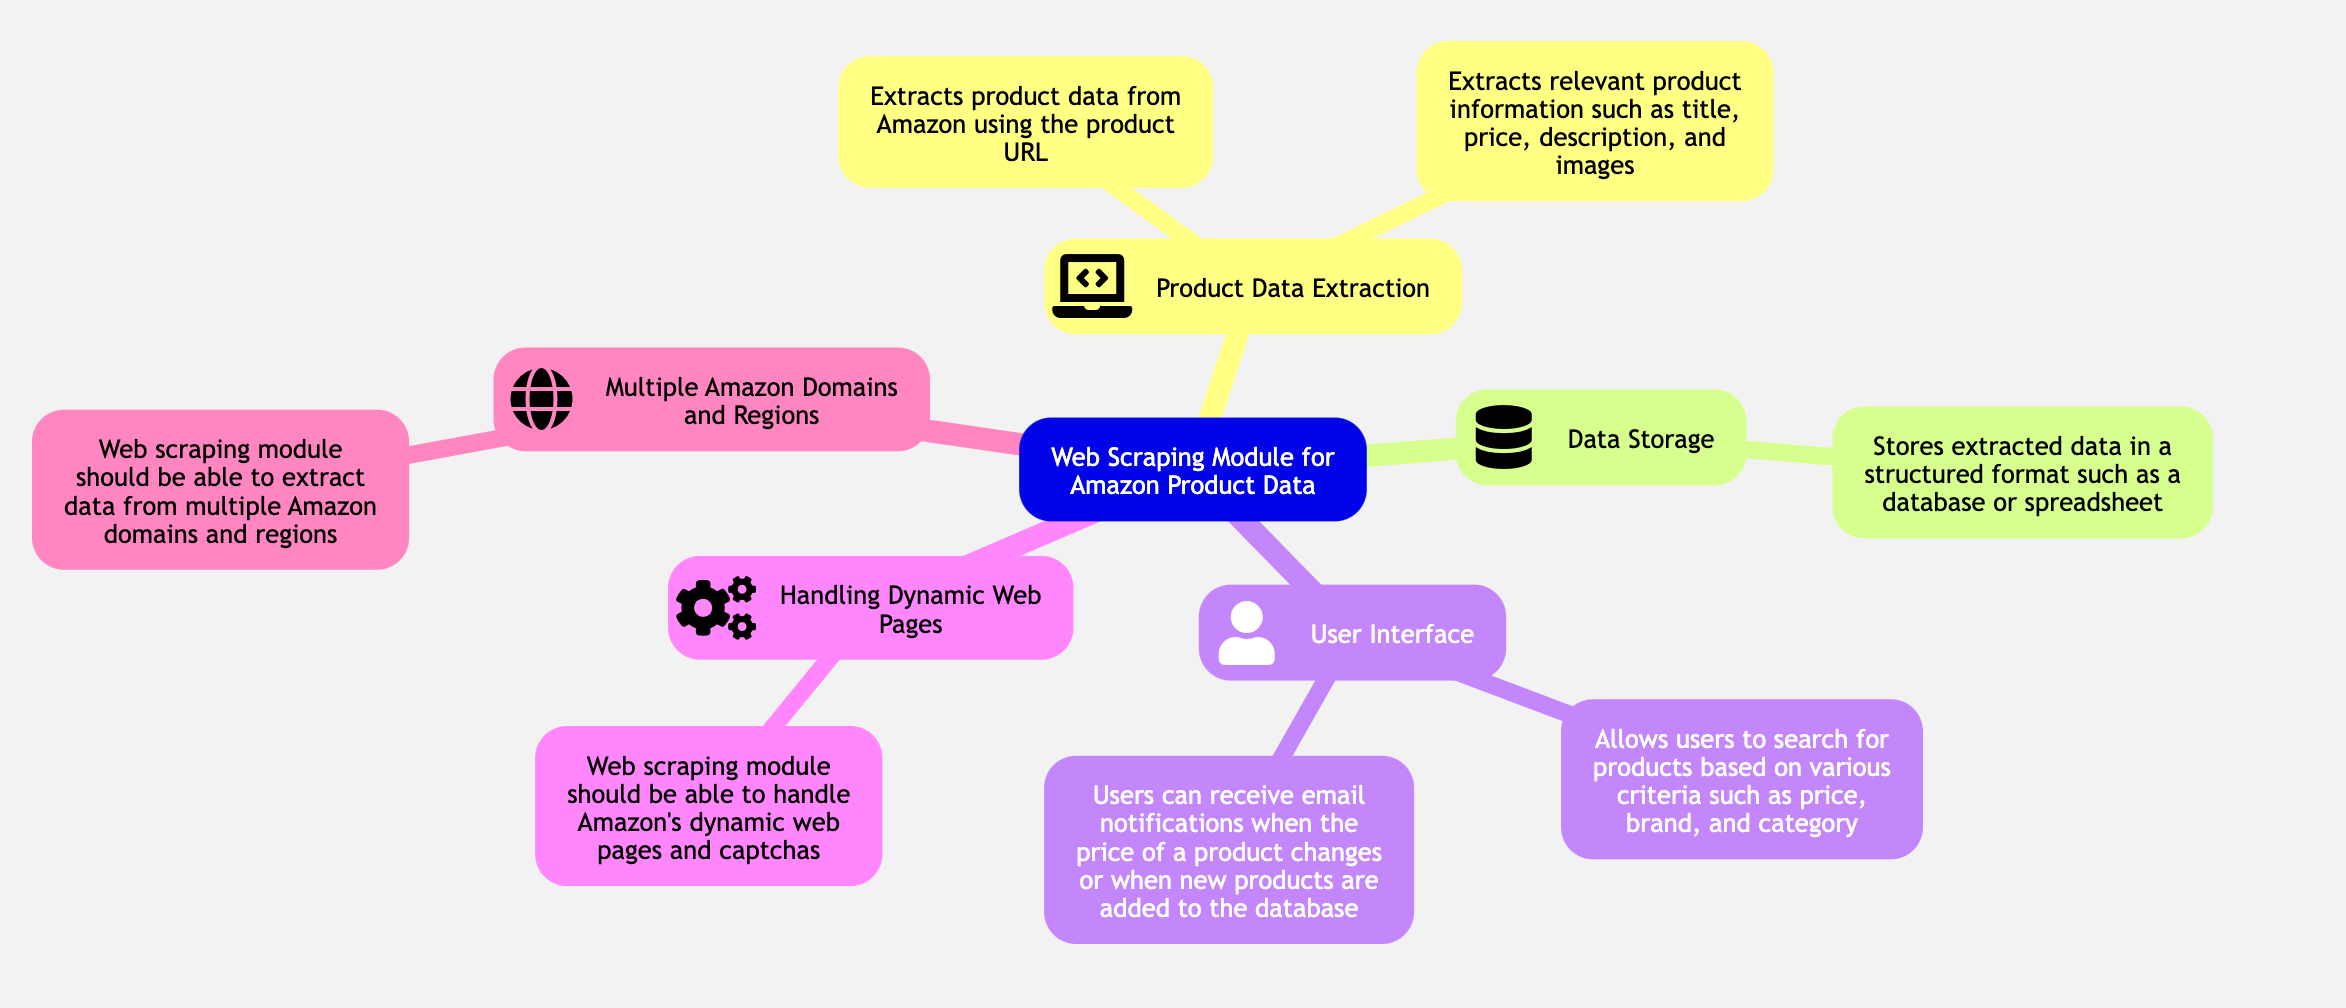 Extracts product data from
Amazon using the product
URL
Extracts relevant product
information such as title,
price, description, and
images
Product Data Extraction
Multiple Amazon Domains
and Regions
Web scraping module
should be able to extract
data from multiple Amazon
domains and regions
Web Scraping Module for
Amazon Product Data
Data Storage
Stores extracted data in a
structured format such as a
database or spreadsheet
Handling Dynamic Web
Pages
User Interface
Web scraping module
should be able to handle
Amazon's dynamic web
pages and captchas
Users can receive email
notifications when the
price of a product changes
or when new products are
added to the database
Allows users to search for
products based on various
criteria such as price,
brand, and category